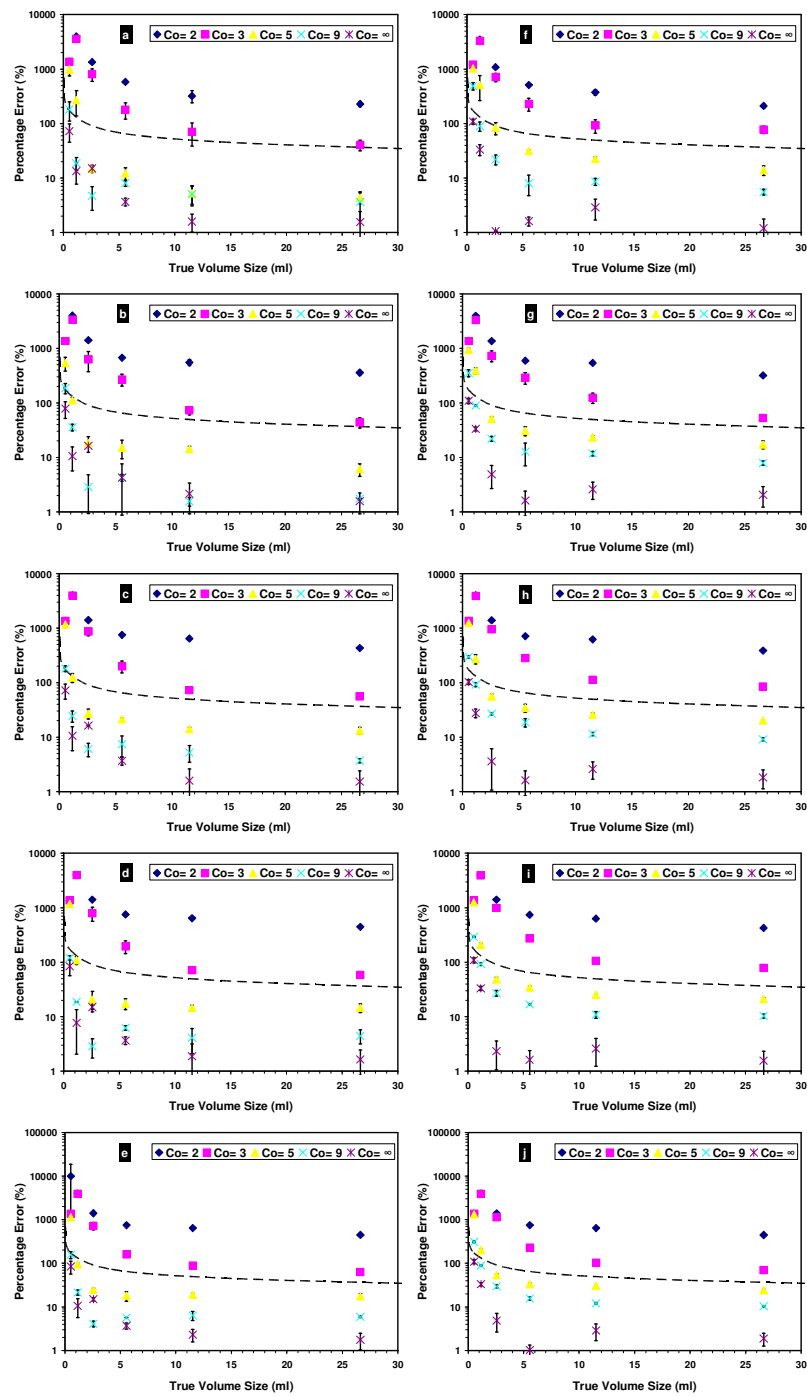 a
Co= 2 Co= 3 Co= 5 Co= 9 Co= ∞
Percentage Error (%)
10000
1000
100
10
1
0 5 10 15 20 25 30
True Volume Size (ml)
f
Co= 2 Co= 3 Co= 5 Co= 9 Co= ∞
Percentage Error (%)
10000
1000
100
10
1
0 5 10 15 20 25 30
True Volume Size (ml)
b
Co= 2 Co= 3 Co= 5 Co= 9 Co= ∞
Percentage Error (%)
10000
1000
100
10
1
0 5 10 15 20 25 30
True Volume Size (ml)
g
Co= 2 Co= 3 Co= 5 Co= 9 Co= ∞
Percentage Error (%)
10000
1000
100
10
1
0 5 10 15 20 25 30
True Volume Size (ml)
c
Co= 2 Co= 3 Co= 5 Co= 9 Co= ∞
Percentage Error (%)
10000
1000
100
10
1
0 5 10 15 20 25 30
True Volume Size (ml)
h
Co= 2 Co= 3 Co= 5 Co= 9 Co= ∞
Percentage Error (%)
10000
1000
100
10
1
0 5 10 15 20 25 30
True Volume Size (ml)
d
Co= 2 Co= 3 Co= 5 Co= 9 Co= ∞
Percentage Error (%)
10000
1000
100
10
1
0 5 10 15 20 25 30
True Volume Size (ml)
i
Co= 2 Co= 3 Co= 5 Co= 9 Co= ∞
Percentage Error (%)
10000
1000
100
10
1
0 5 10 15 20 25 30
True Volume Size (ml)
e
Co= 2 Co= 3 Co= 5 Co= 9 Co= ∞
Percentage Error (%)
100000
10000
1000
100
10
1
0 5 10 15 20 25 30
True Volume Size (ml)
j
Co= 2 Co= 3 Co= 5 Co= 9 Co= ∞
Percentage Error (%)
100000
10000
1000
100
10
1
0 5 10 15 20 25 30
True Volume Size (ml)